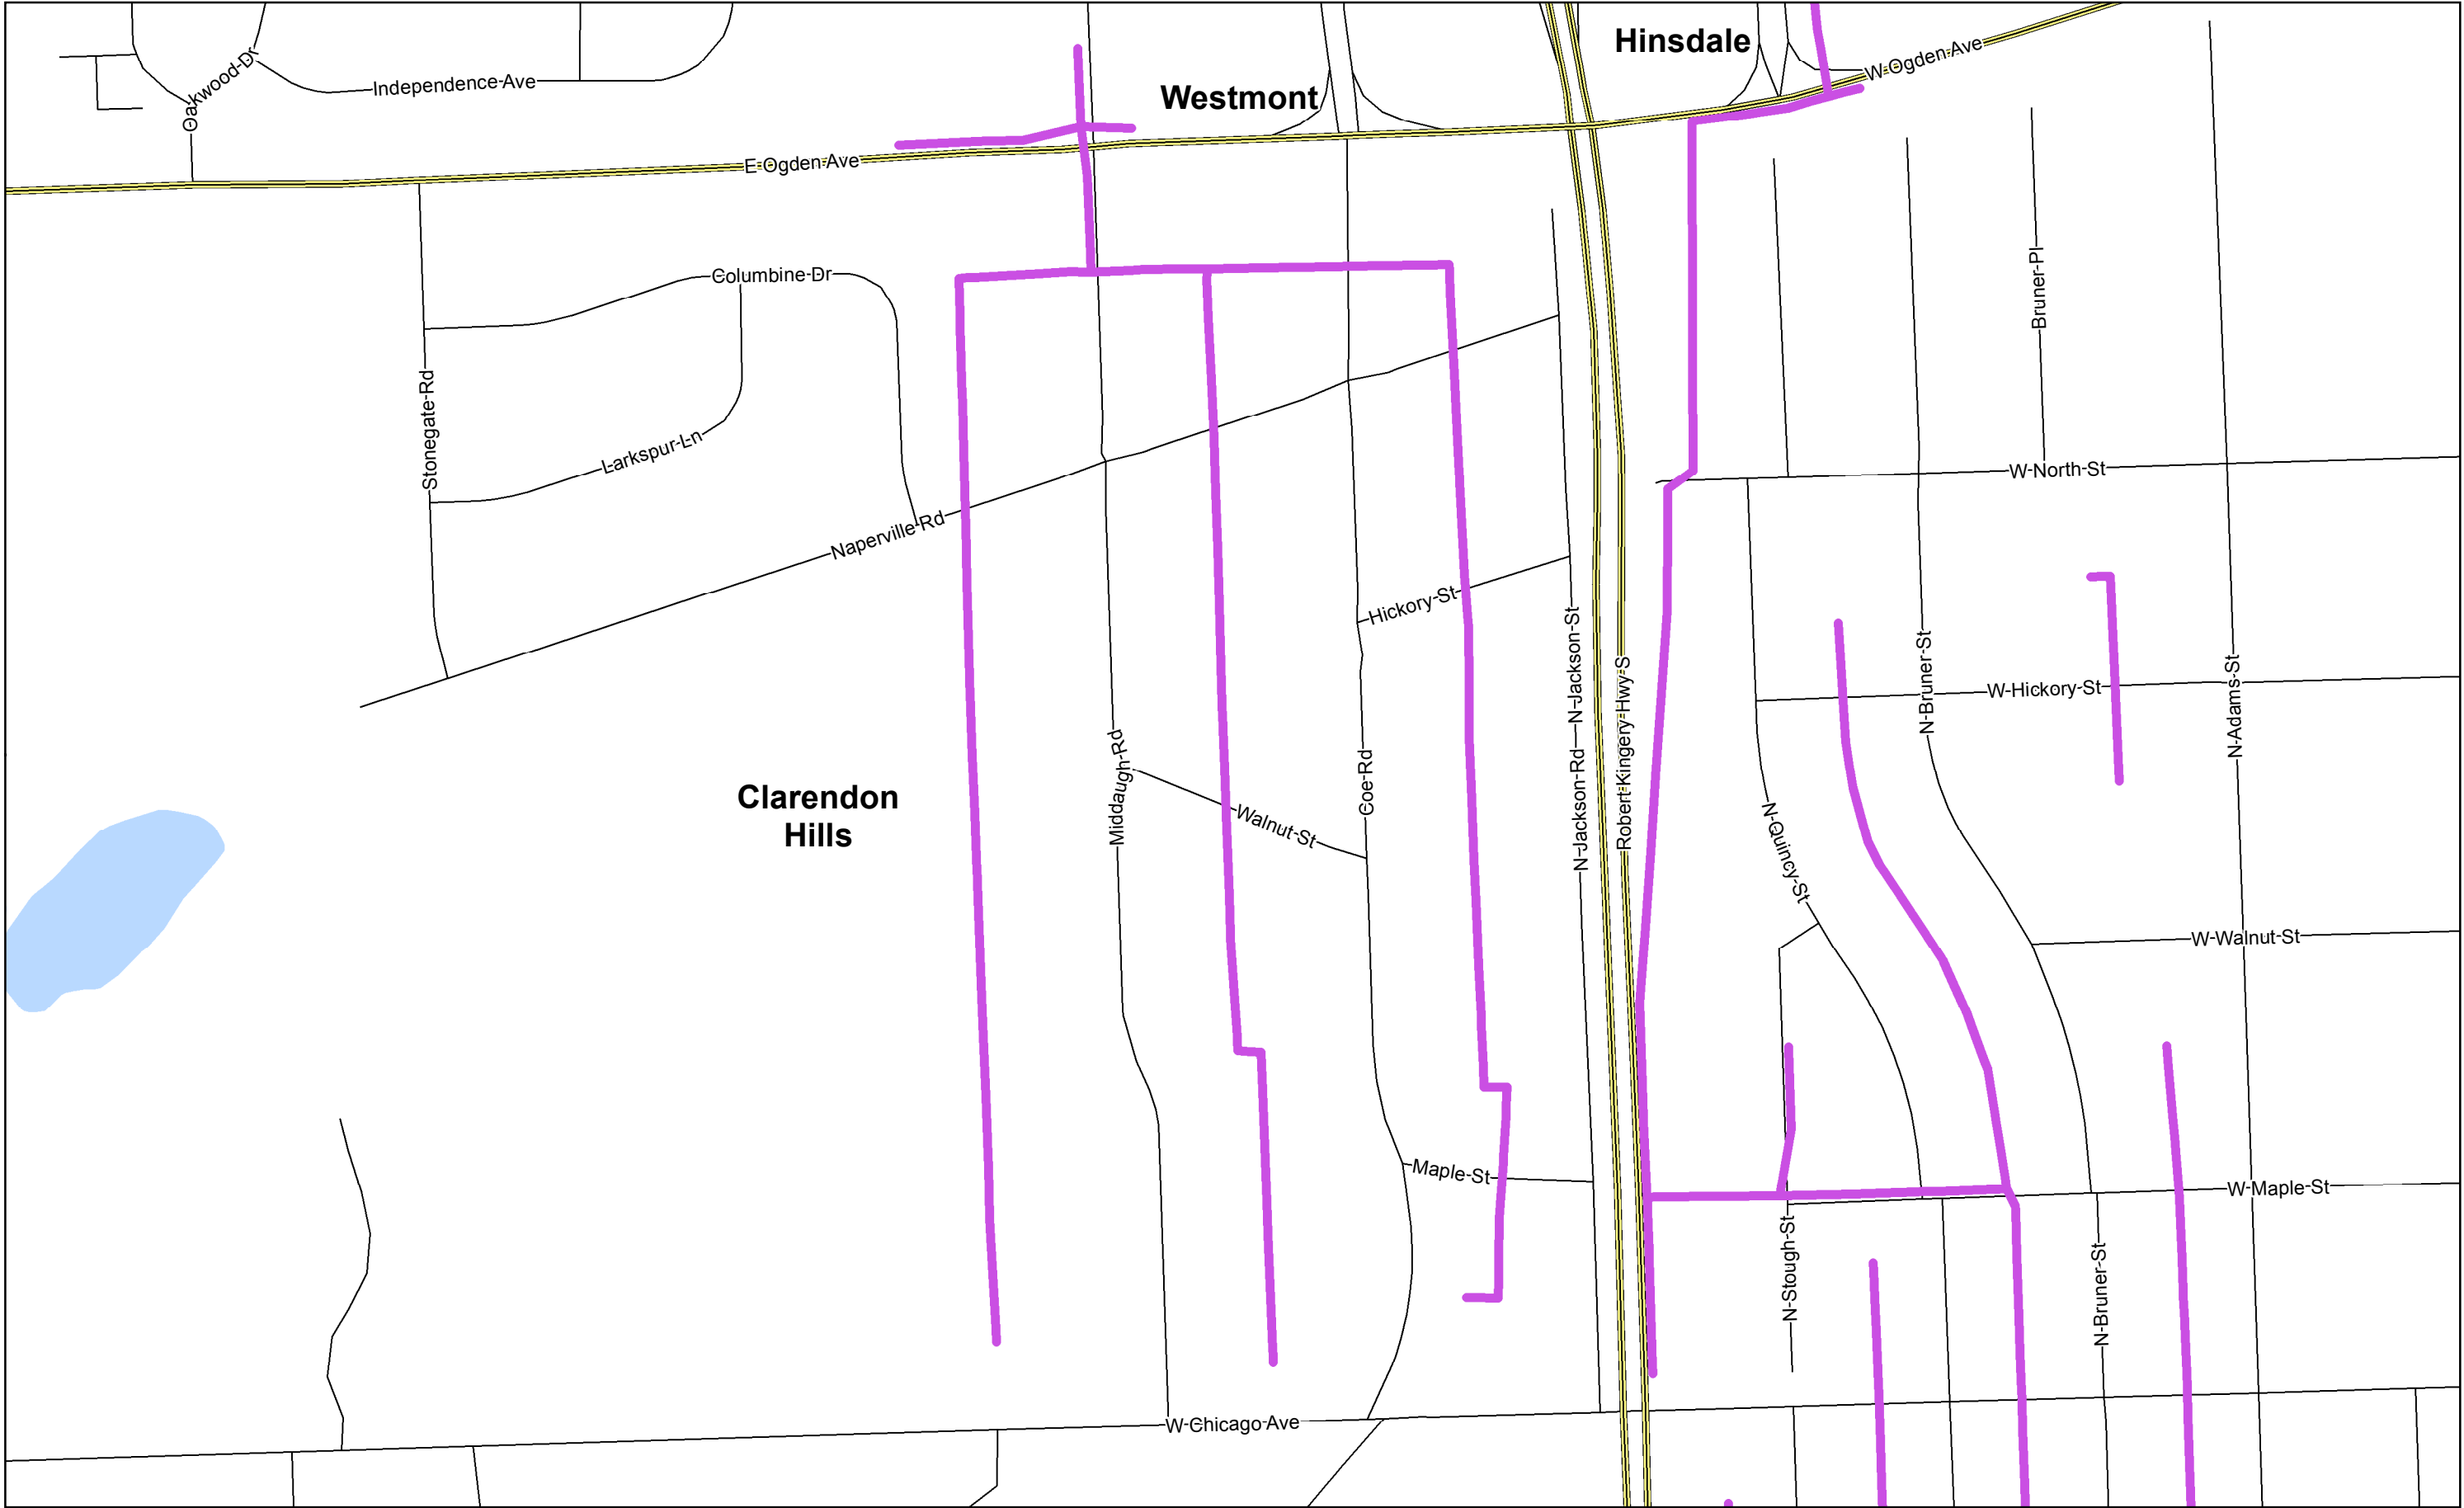 Hinsdale
W Ogden Ave
Oakwood Dr
Independence Ave
Westmont
E Ogden Ave
Columbine Dr
Bruner Pl
Stonegate Rd
Larkspur Ln
W North St
Naperville Rd
Hickory St
N Jackson St
Robert Kingery Hwy S
N Bruner St
W Hickory St
N Adams St
Middaugh Rd
Coe Rd
N Jackson Rd
Clarendon
Hills
Walnut St
N Quincy St
W Walnut St
Maple St
W Maple St
N Stough St
N Bruner St
W Chicago Ave